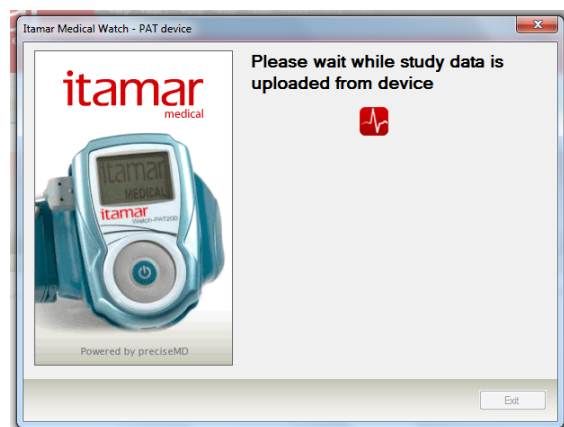 Itamar Medical Watch - PAT device
Please wait while study data is
uploaded from device
itamar
medical
itamar
MEDICAL
itamar
Watch-PAT200
Powered by preciseMD
Exit